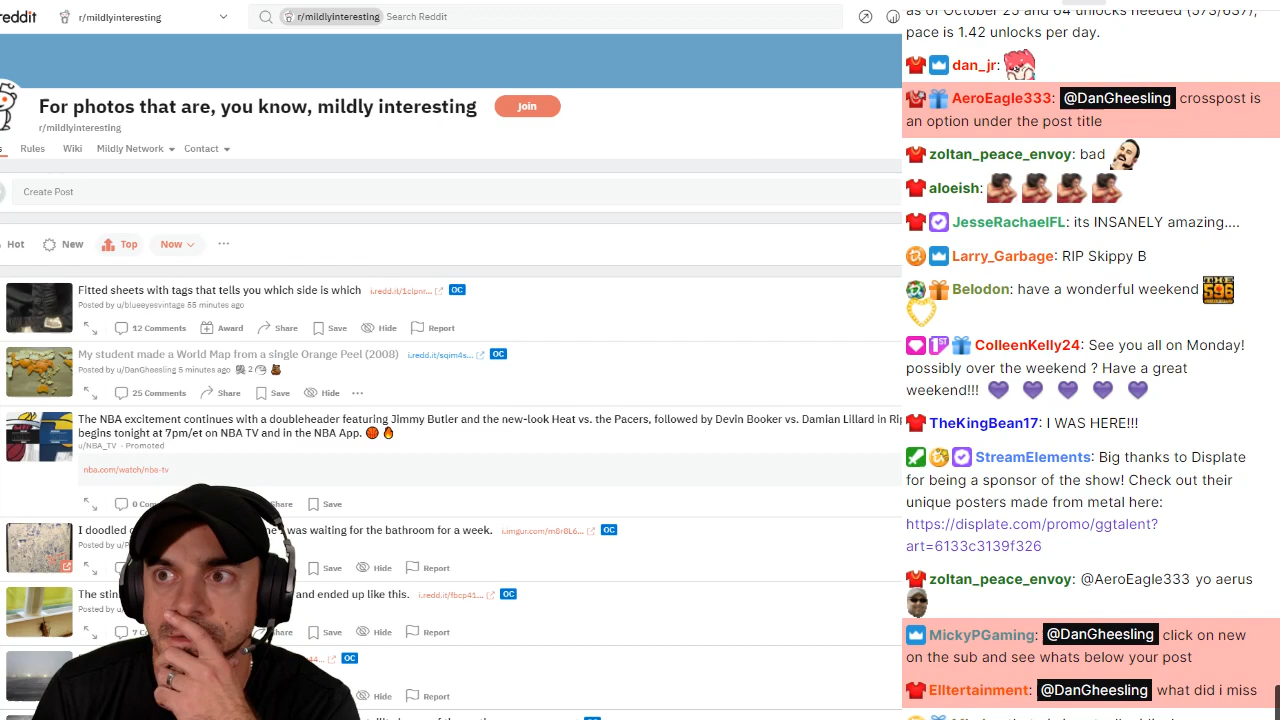 reddit
r/mildlyinteresting
r/mildlyinteresting
Search Reddit
For photos that are, you know, mildly interesting
Join
r/mildlyinteresting
Rules
Wiki
Mildly Network
Contact
Create Post
Hot
New
Top
Now
Fitted sheets with tags that tells you which side is which
OC
Posted by u/blueeyesvintage 55 minutes ago
12 Comments
Award
Share
Save
Hide
Report
My student made a World Map from a single Orange Peel (2008)
i.redd.it/sqim4s...
OC
Posted by u/DanGheesling 5 minutes ago
2
25 Comments
Share
Save
Hide
The NBA excitement continues with a doubleheader featuring Jimmy Butler and the new-look Heat vs. the Pacers, followed by Devin Booker vs. Damian Lillard in Rip
begins tonight at 7pm/et on NBA TV and in the NBA App.
u/NBA_TV · Promoted
nba.com/watch/nba-tv
Share
Save
I doodled
was waiting for the bathroom for a week.
OC
Posted by
Save
Hide
Report
The
and ended up like this.
i.redd.it/fbcp41...
OC
Posted by u
Share
Save
Hide
Report
OC
Hide
Report
as of October 25 and 64 unlocks needed (573/637),
pace is 1.42 unlocks per day.
dan_jr:
AeroEagle333: @DanGheesling crosspost is
an option under the post title
zoltan_peace_envoy: bad
aloeish:
JesseRachaelFL: its INSANELY amazing....
Larry_Garbage: RIP Skippy B
Belodon: have a wonderful weekend
596
ColleenKelly24: See you all on Monday!
possibly over the weekend ? Have a great
weekend!!!
TheKingBean17: I WAS HERE!!!
StreamElements: Big thanks to Displate
for being a sponsor of the show! Check out their
unique posters made from metal here:
https://displate.com/promo/ggtalent?
art=6133c3139f326
zoltan_peace_envoy: @AeroEagle333 yo aerus
MickyPGaming: @DanGheesling click on new
on the sub and see whats below your post
Elltertainment: @DanGheesling what did i miss